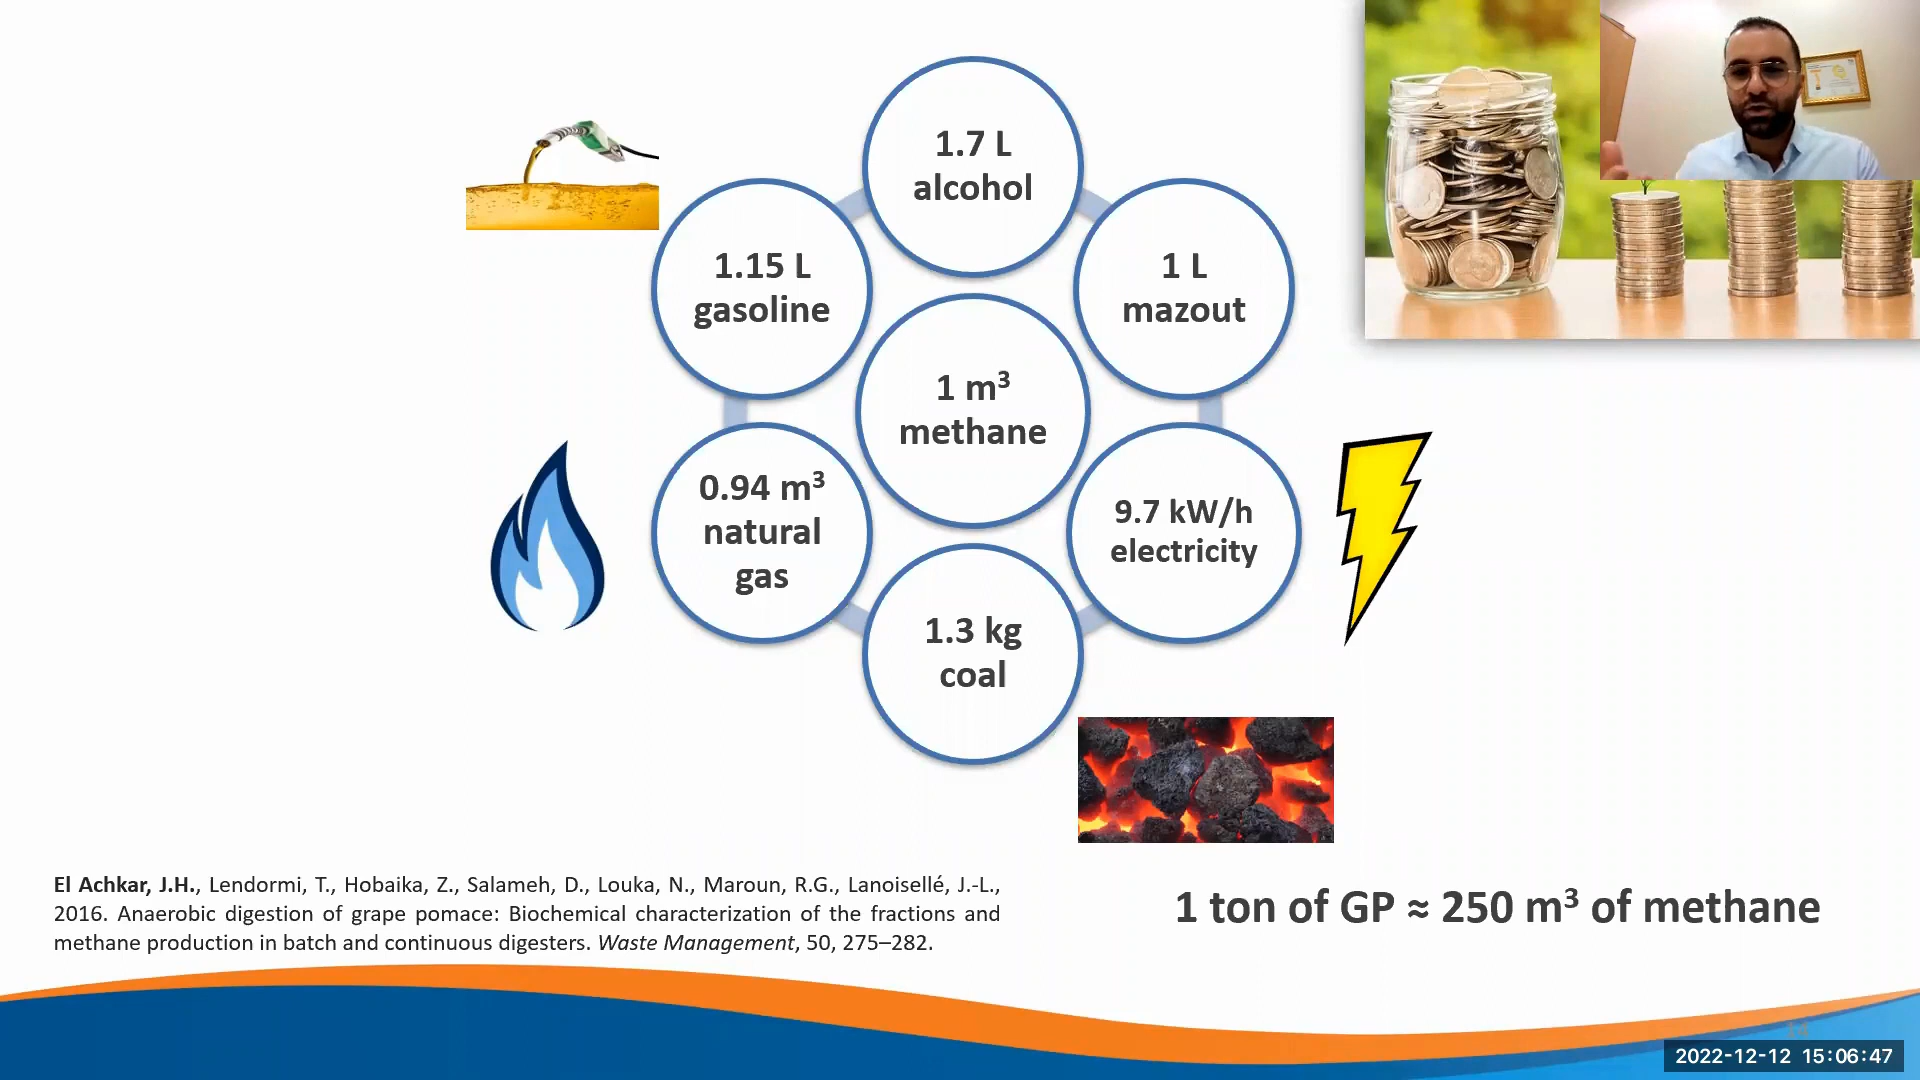 1.7 L
alcohol
1.15 L
gasoline
1 L
mazout
1 m³
methane
0.94 m³
natural
gas
9.7 kW/h
electricity
1.3 kg
coal
El Achkar, J.H., Lendormi, T., Hobaika, Z., Salameh, D., Louka, N., Maroun, R.G., Lanoisellé, J.-L.,
2016. Anaerobic digestion of grape pomace: Biochemical characterization of the fractions and
methane production in batch and continuous digesters. Waste Management, 50, 275–282.
1 ton of GP ≈ 250 m³ of methane
14
2022-12-12 15:06:47